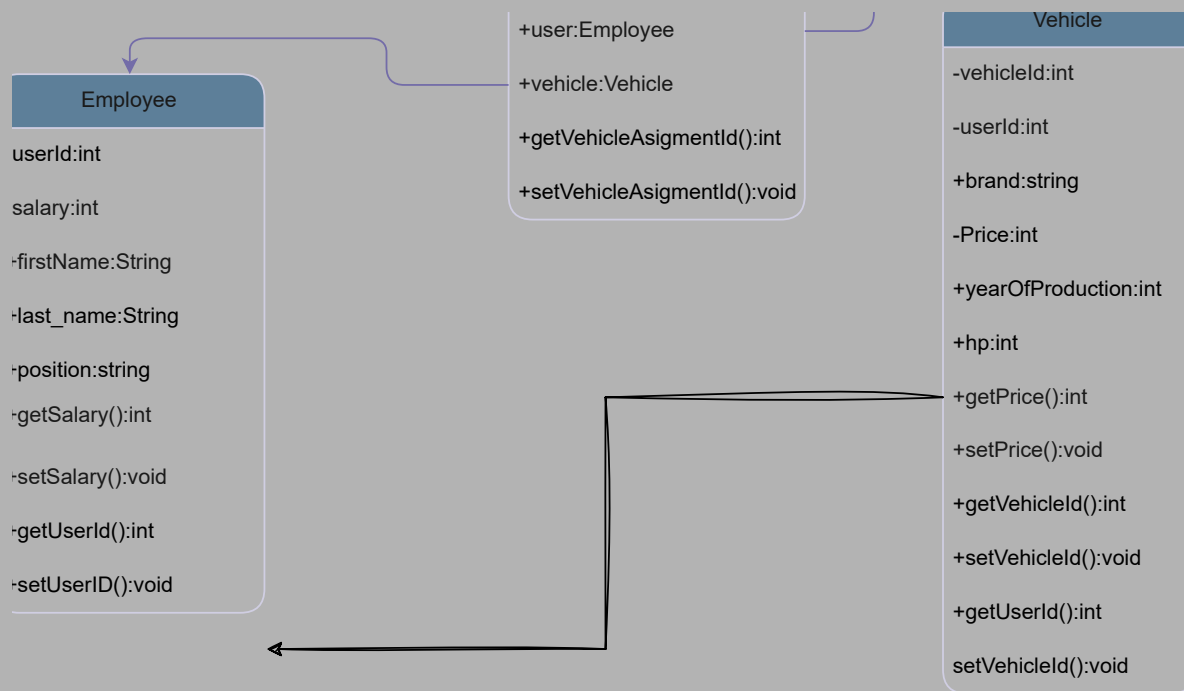 Employee
userId:int
salary:int
+firstName:String
+last_name:String
+position:string
+getSalary():int
+setSalary():void
+getUserId():int
+setUserID():void
+user:Employee
+vehicle:Vehicle
+getVehicleAsigmentId():int
+setVehicleAsigmentId():void
Vehicle
-vehicleId:int
-userId:int
+brand:string
-Price:int
+yearOfProduction:int
+hp:int
+getPrice():int
+setPrice():void
+getVehicleId():int
+setVehicleId():void
+getUserId():int
setVehicleId():void